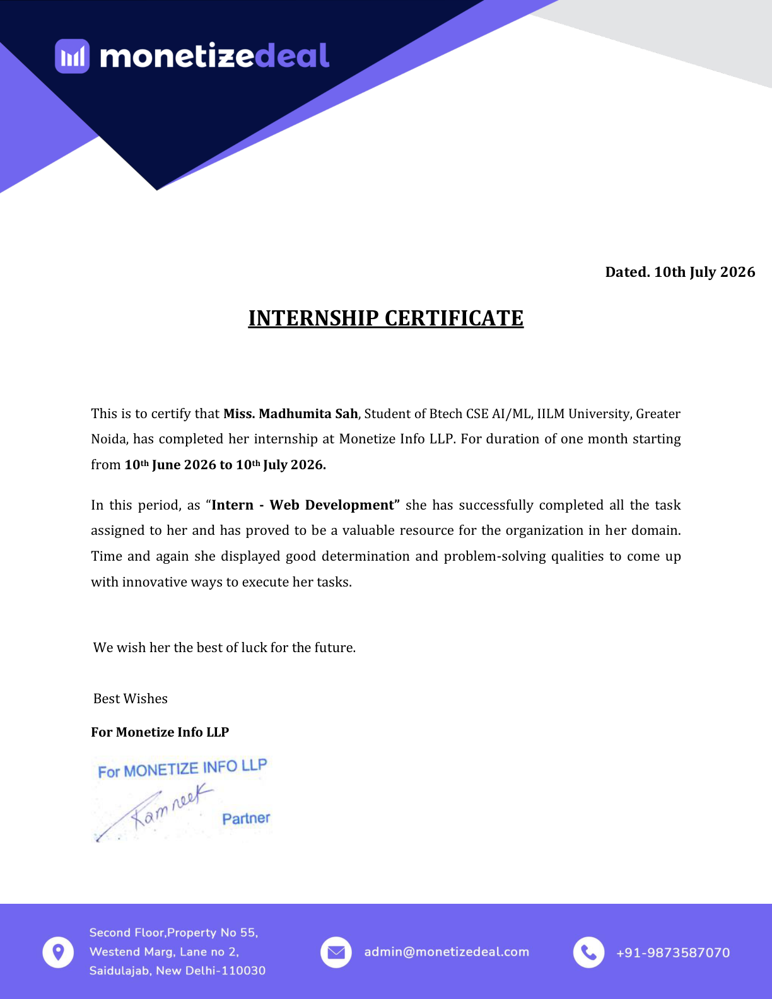 monetizedeal
Dated. 10th July 2026
INTERNSHIP CERTIFICATE
This is to certify that Miss. Madhumita Sah, Student of Btech CSE AI/ML, IILM University, Greater
Noida, has completed her internship at Monetize Info LLP. For duration of one month starting
from 10th June 2026 to 10th July 2026.
In this period, as “Intern - Web Development” she has successfully completed all the task
assigned to her and has proved to be a valuable resource for the organization in her domain.
Time and again she displayed good determination and problem-solving qualities to come up
with innovative ways to execute her tasks.
We wish her the best of luck for the future.
Best Wishes
For Monetize Info LLP
For MONETIZE INFO LLP
Kamneek
Partner
Second Floor,Property No 55,
Westend Marg, Lane no 2,
Saidulajab, New Delhi-110030
admin@monetizedeal.com
+91-9873587070